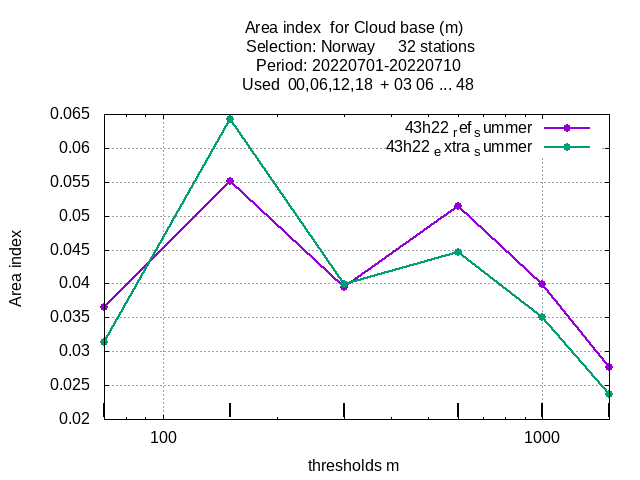 Area index  for Cloud base (m)
Selection: Norway     32 stations
Period: 20220701-20220710
Used  00,06,12,18  + 03 06 ... 48
43h22 ref summer
43h22 extra summer
Area index
0.065
0.06
0.055
0.05
0.045
0.04
0.035
0.03
0.025
0.02
100
1000
thresholds m